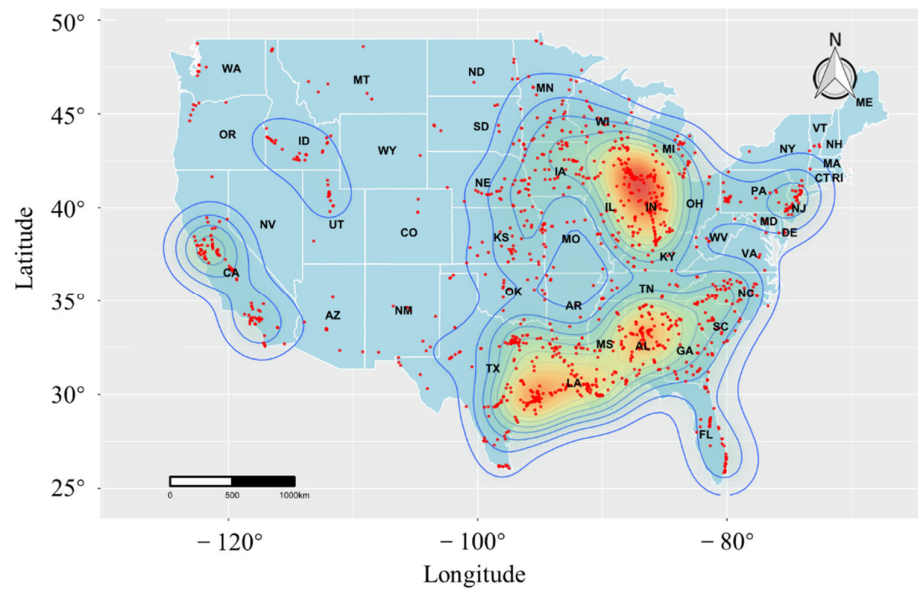 50°
45°
40°
35°
30°
25°
Latitude
N
WA
MT
ND
MN
ME
OR
ID
SD
WI
MI
VT
NH
NY
MA
WY
NE
IA
CT RI
PA
NV
UT
CO
IL
IN
OH
NJ
MD
DE
KS
MO
WV
VA
CA
KY
AZ
NM
OK
AR
TN
NC
SC
MS
AL
GA
TX
LA
FL
0
500
1000km
− 120°
− 100°
− 80°
Longitude